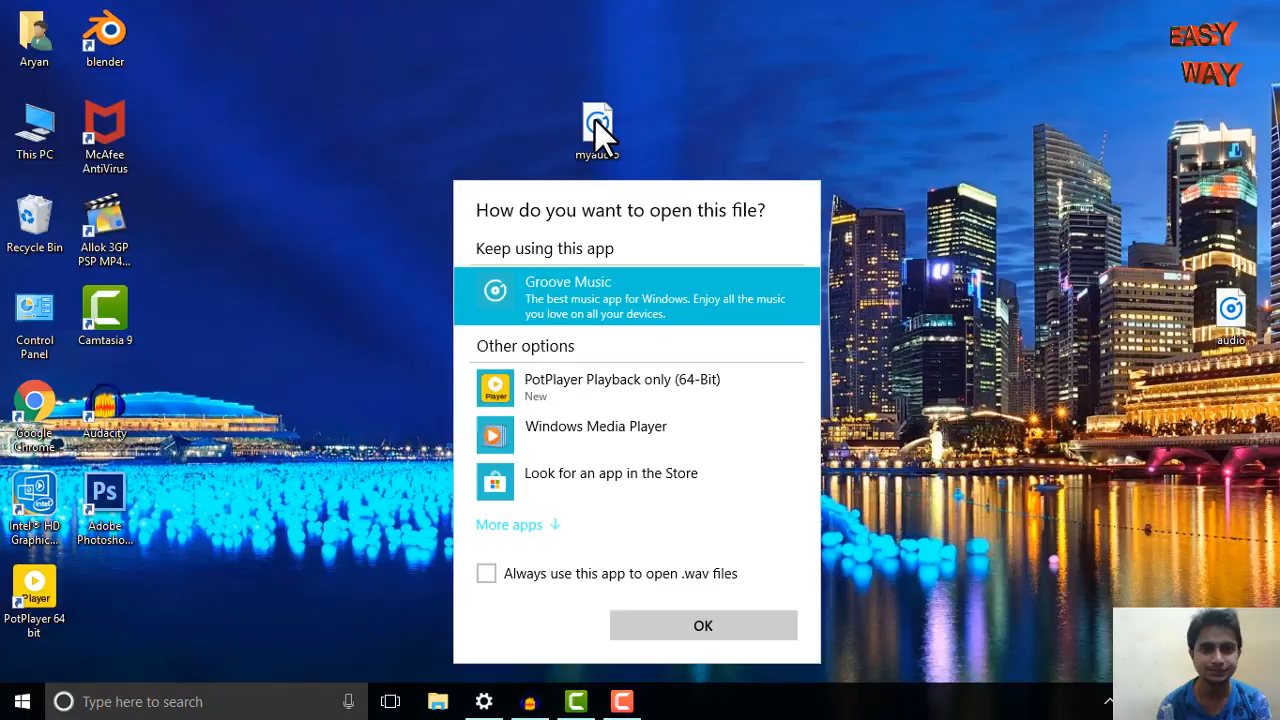 Aryan
blender
This PC
McAfee
AntiVirus
Recycle Bin
Allok 3GP
PSP MP4...
Control
Panel
Camtasia 9
Google
Chrome
Audacity
Intel® HD
Graphic...
Ps
Adobe
Photosho...
Player
PotPlayer 64
bit
EASY
WAY
myaudio
audio
How do you want to open this file?
Keep using this app
Groove Music
The best music app for Windows. Enjoy all the music
you love on all your devices.
Other options
Player
PotPlayer Playback only (64-Bit)
New
Windows Media Player
Look for an app in the Store
More apps
Always use this app to open .wav files
OK
Type here to search